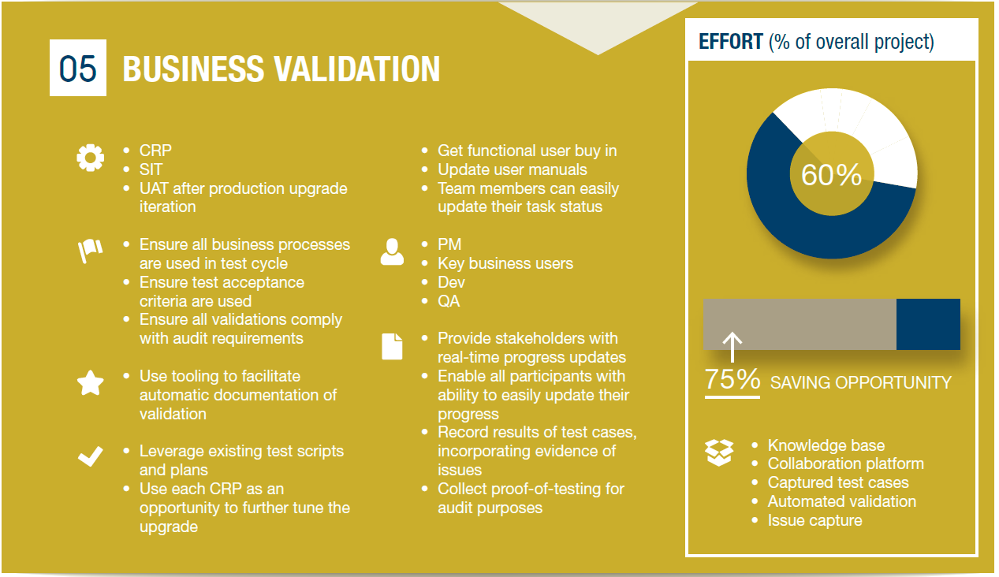 05
BUSINESS VALIDATION
• CRP
• SIT
• UAT after production upgrade
iteration
• Ensure all business processes
are used in test cycle
• Ensure test acceptance
criteria are used
• Ensure all validations comply
with audit requirements
• Use tooling to facilitate
automatic documentation of
validation
• Leverage existing test scripts
and plans
• Use each CRP as an
opportunity to further tune the
upgrade
• Get functional user buy in
• Update user manuals
• Team members can easily
update their task status
• PM
• Key business users
• Dev
• QA
• Provide stakeholders with
real-time progress updates
• Enable all participants with
ability to easily update their
progress
• Record results of test cases,
incorporating evidence of
issues
• Collect proof-of-testing for
audit purposes
EFFORT (% of overall project)
60%
75% SAVING OPPORTUNITY
• Knowledge base
• Collaboration platform
• Captured test cases
• Automated validation
• Issue capture